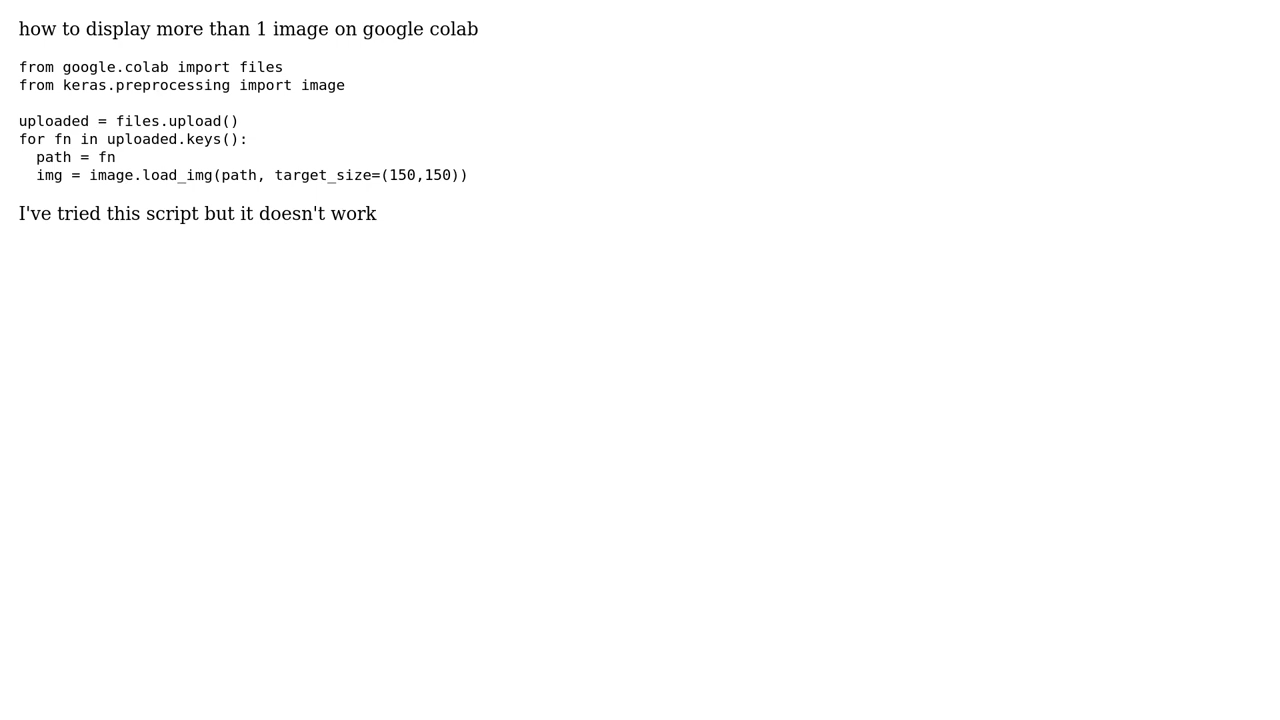 how to display more than 1 image on google colab
from google.colab import files
from keras.preprocessing import image

uploaded = files.upload()
for fn in uploaded.keys():
  path = fn
  img = image.load_img(path, target_size=(150,150))
I've tried this script but it doesn't work